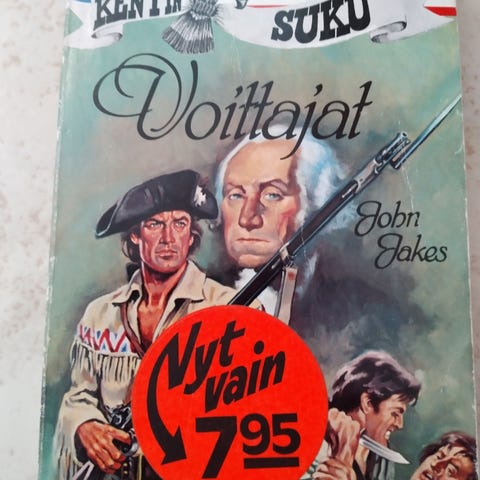 KENTIN
SUKU
Voittajat
John
Jakes
Nyt
vain
7 95